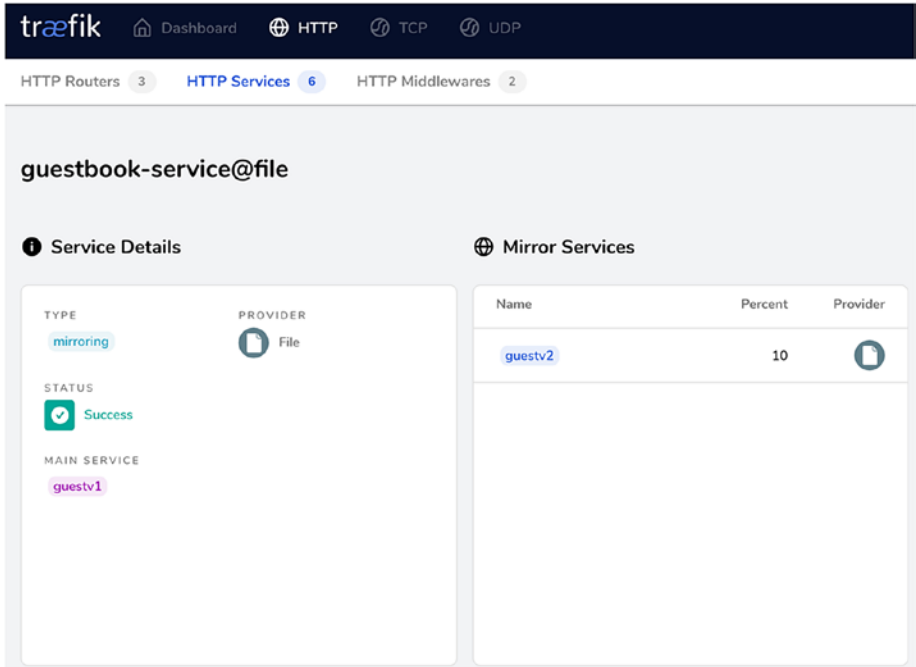 træfik Dashboard HTTP TCP UDP
HTTP Routers 3 HTTP Services 6 HTTP Middlewares 2
guestbook-service@file
Service Details
TYPE PROVIDER
mirroring File
STATUS
Success
MAIN SERVICE
guestv1
Mirror Services
Name Percent Provider
guestv2 10